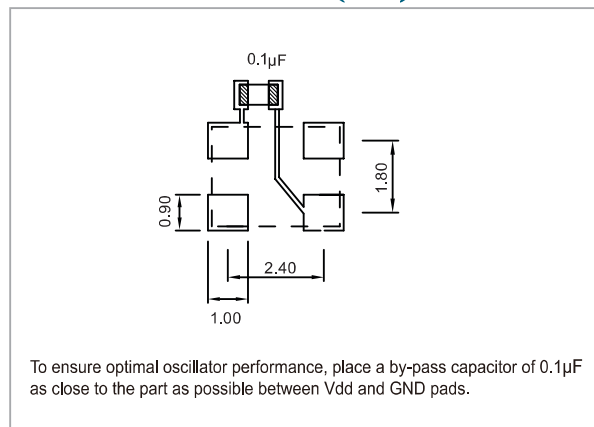 0.1µF
1.80
0.90
2.40
1.00
To ensure optimal oscillator performance, place a by-pass capacitor of 0.1µF
as close to the part as possible between Vdd and GND pads.